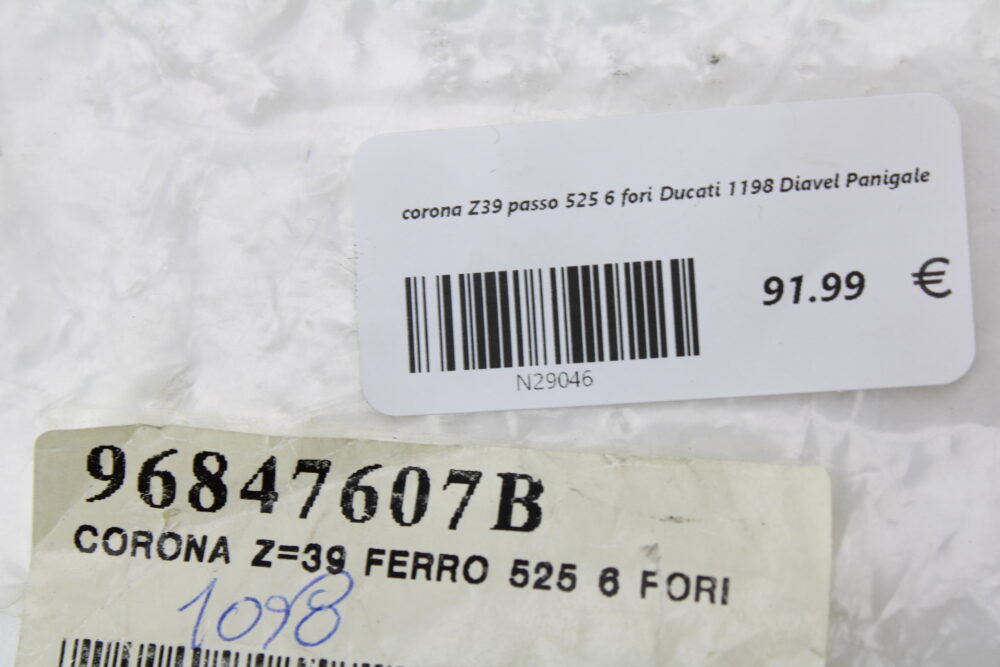 corona Z39 passo 525 6 fori Ducati 1198 Diavel Panigale
91.99 €
N29046
96847607B
CORONA Z=39 FERRO 525 6 FORI
1098